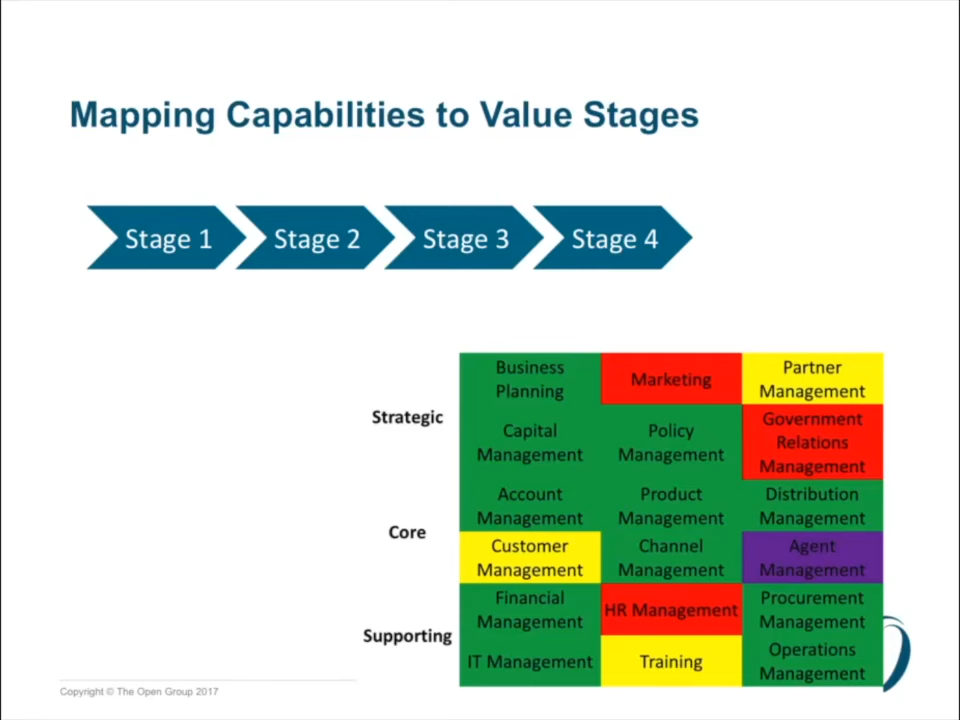 Mapping Capabilities to Value Stages
Stage 1
Stage 2
Stage 3
Stage 4
Strategic
Business
Planning
Marketing
Partner
Management
Capital
Management
Policy
Management
Government
Relations
Management
Core
Account
Management
Product
Management
Distribution
Management
Customer
Management
Channel
Management
Agent
Management
Supporting
Financial
Management
HR Management
Procurement
Management
IT Management
Training
Operations
Management
Copyright © The Open Group 2017